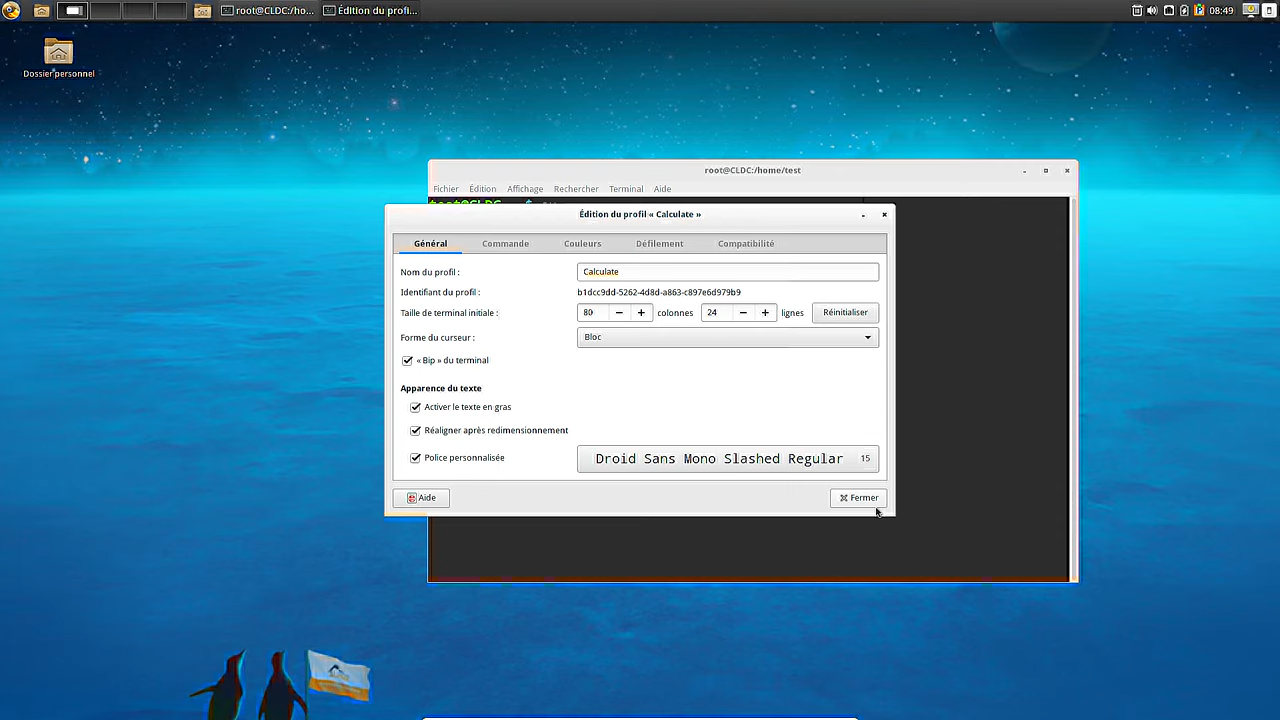 root@CLDC:/ho...
Édition du profi...
08:49
Dossier personnel
root@CLDC:/home/test
Fichier Édition Affichage Rechercher Terminal Aide
Édition du profil « Calculate »
Général Commande Couleurs Défilement Compatibilité
Nom du profil : Calculate
Identifiant du profil : b1dcc9dd-5262-4d8d-a863-c897e6d979b9
Taille de terminal initiale : 80 − + colonnes 24 − + lignes Réinitialiser
Forme du curseur : Bloc
« Bip » du terminal
Apparence du texte
Activer le texte en gras
Réaligner après redimensionnement
Police personnalisée Droid Sans Mono Slashed Regular 15
Aide Fermer